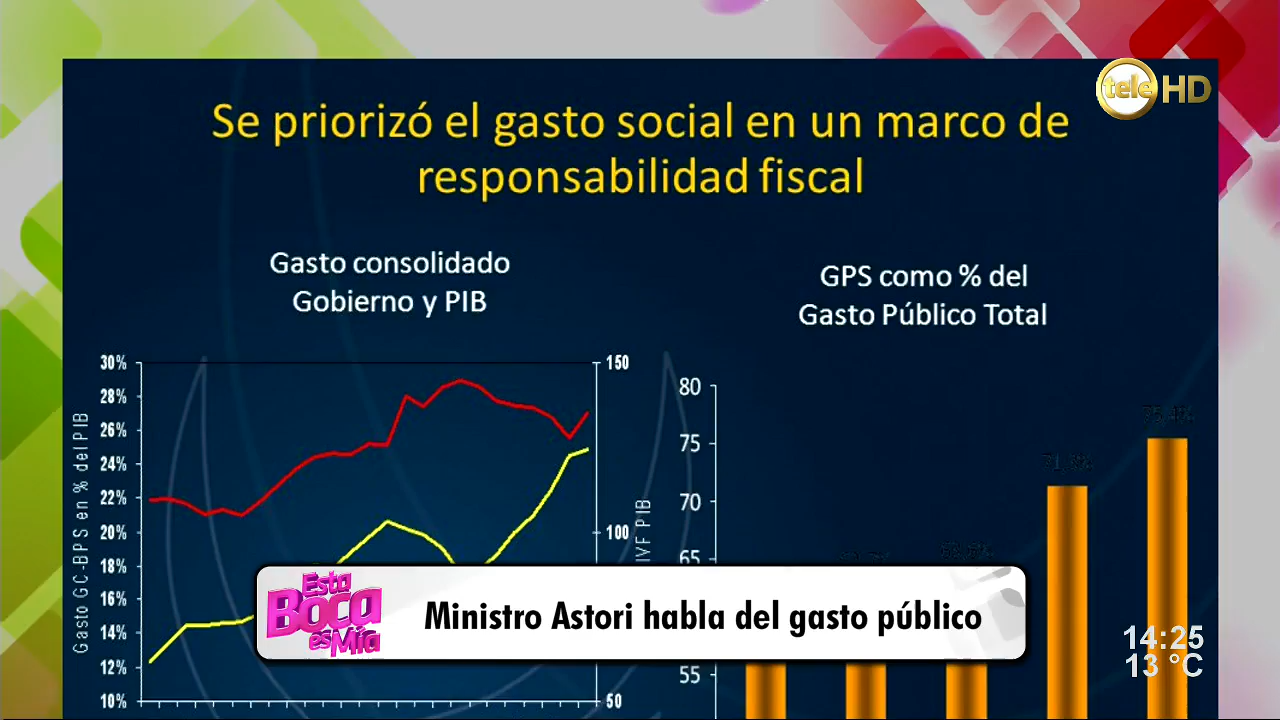 tele HD
Se priorizó el gasto social en un marco de
responsabilidad fiscal
Gasto consolidado
Gobierno y PIB
GPS como % del
Gasto Público Total
30%
28%
26%
24%
22%
20%
18%
16%
14%
12%
10%
Gasto GC-BPS en % del PIB
150
100
50
IVF PIB
80
75
70
65
55
75,4%
Esta
Boca
es Mía
Ministro Astori habla del gasto público
14:25
13 °C